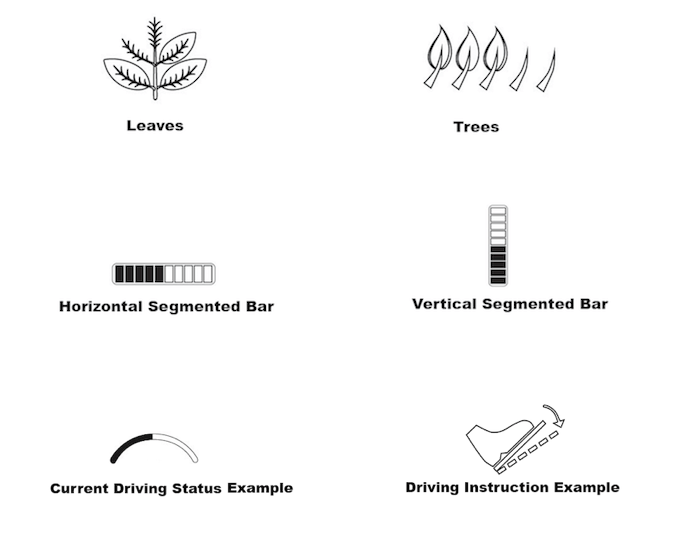 Leaves
Trees
Horizontal Segmented Bar
Vertical Segmented Bar
Current Driving Status Example
Driving Instruction Example